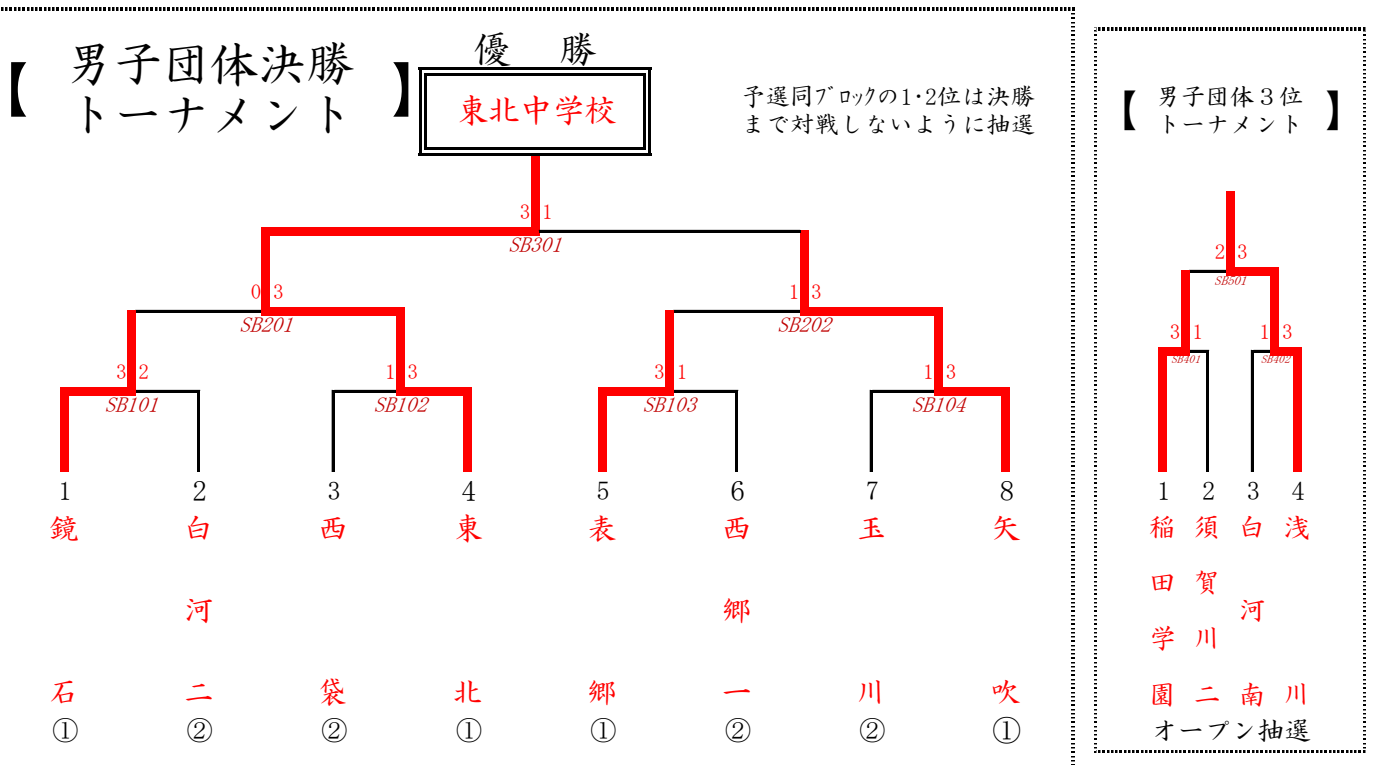 【 男子団体決勝トーナメント 】
優 勝
東北中学校
予選同ブロックの1・2位は決勝
まで対戦しないように抽選
3 1
SB301
0 3
SB201
1 3
SB202
3 2
SB101
1 3
SB102
3 1
SB103
1 3
SB104
1 2 3 4 5 6 7 8
鏡石
白河二
西袋
東北
表郷
西郷一
玉川
矢吹
① ② ② ① ① ② ② ①
【 男子団体3位トーナメント 】
2 3
SB501
3 1
SB401
1 3
SB402
1 2 3 4
稲田学園
須賀川二
白河南
浅川
オープン抽選